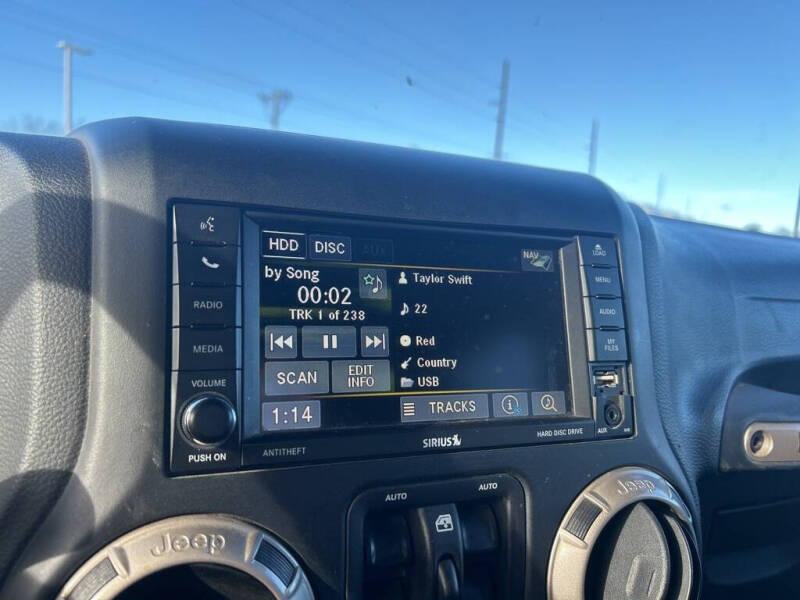 HDD DISC AUX
NAV
LOAD
by Song
Taylor Swift
MENU
00:02
TRK 1 of 238
22
RADIO
AUDIO
Red
MY
FILES
MEDIA
Country
SCAN
EDIT
INFO
USB
VOLUME
1:14
TRACKS
PUSH ON
ANTITHEFT
SIRIUS
HARD DISC DRIVE
AUX
AUTO
AUTO
Jeep
Jeep